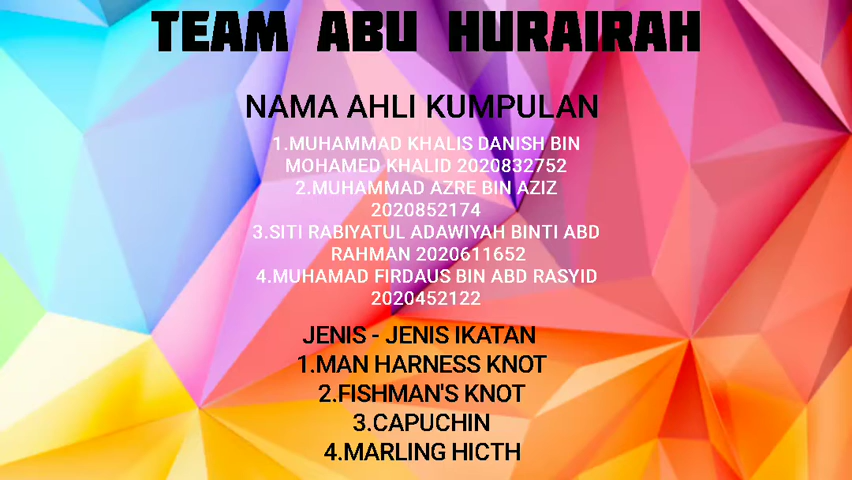 TEAM ABU HURAIRAH
NAMA AHLI KUMPULAN
1.MUHAMMAD KHALIS DANISH BIN
MOHAMED KHALID 2020832752
2.MUHAMMAD AZRE BIN AZIZ
2020852174
3.SITI RABIYATUL ADAWIYAH BINTI ABD
RAHMAN 2020611652
4.MUHAMAD FIRDAUS BIN ABD RASYID
2020452122
JENIS - JENIS IKATAN
1.MAN HARNESS KNOT
2.FISHMAN'S KNOT
3.CAPUCHIN
4.MARLING HICTH